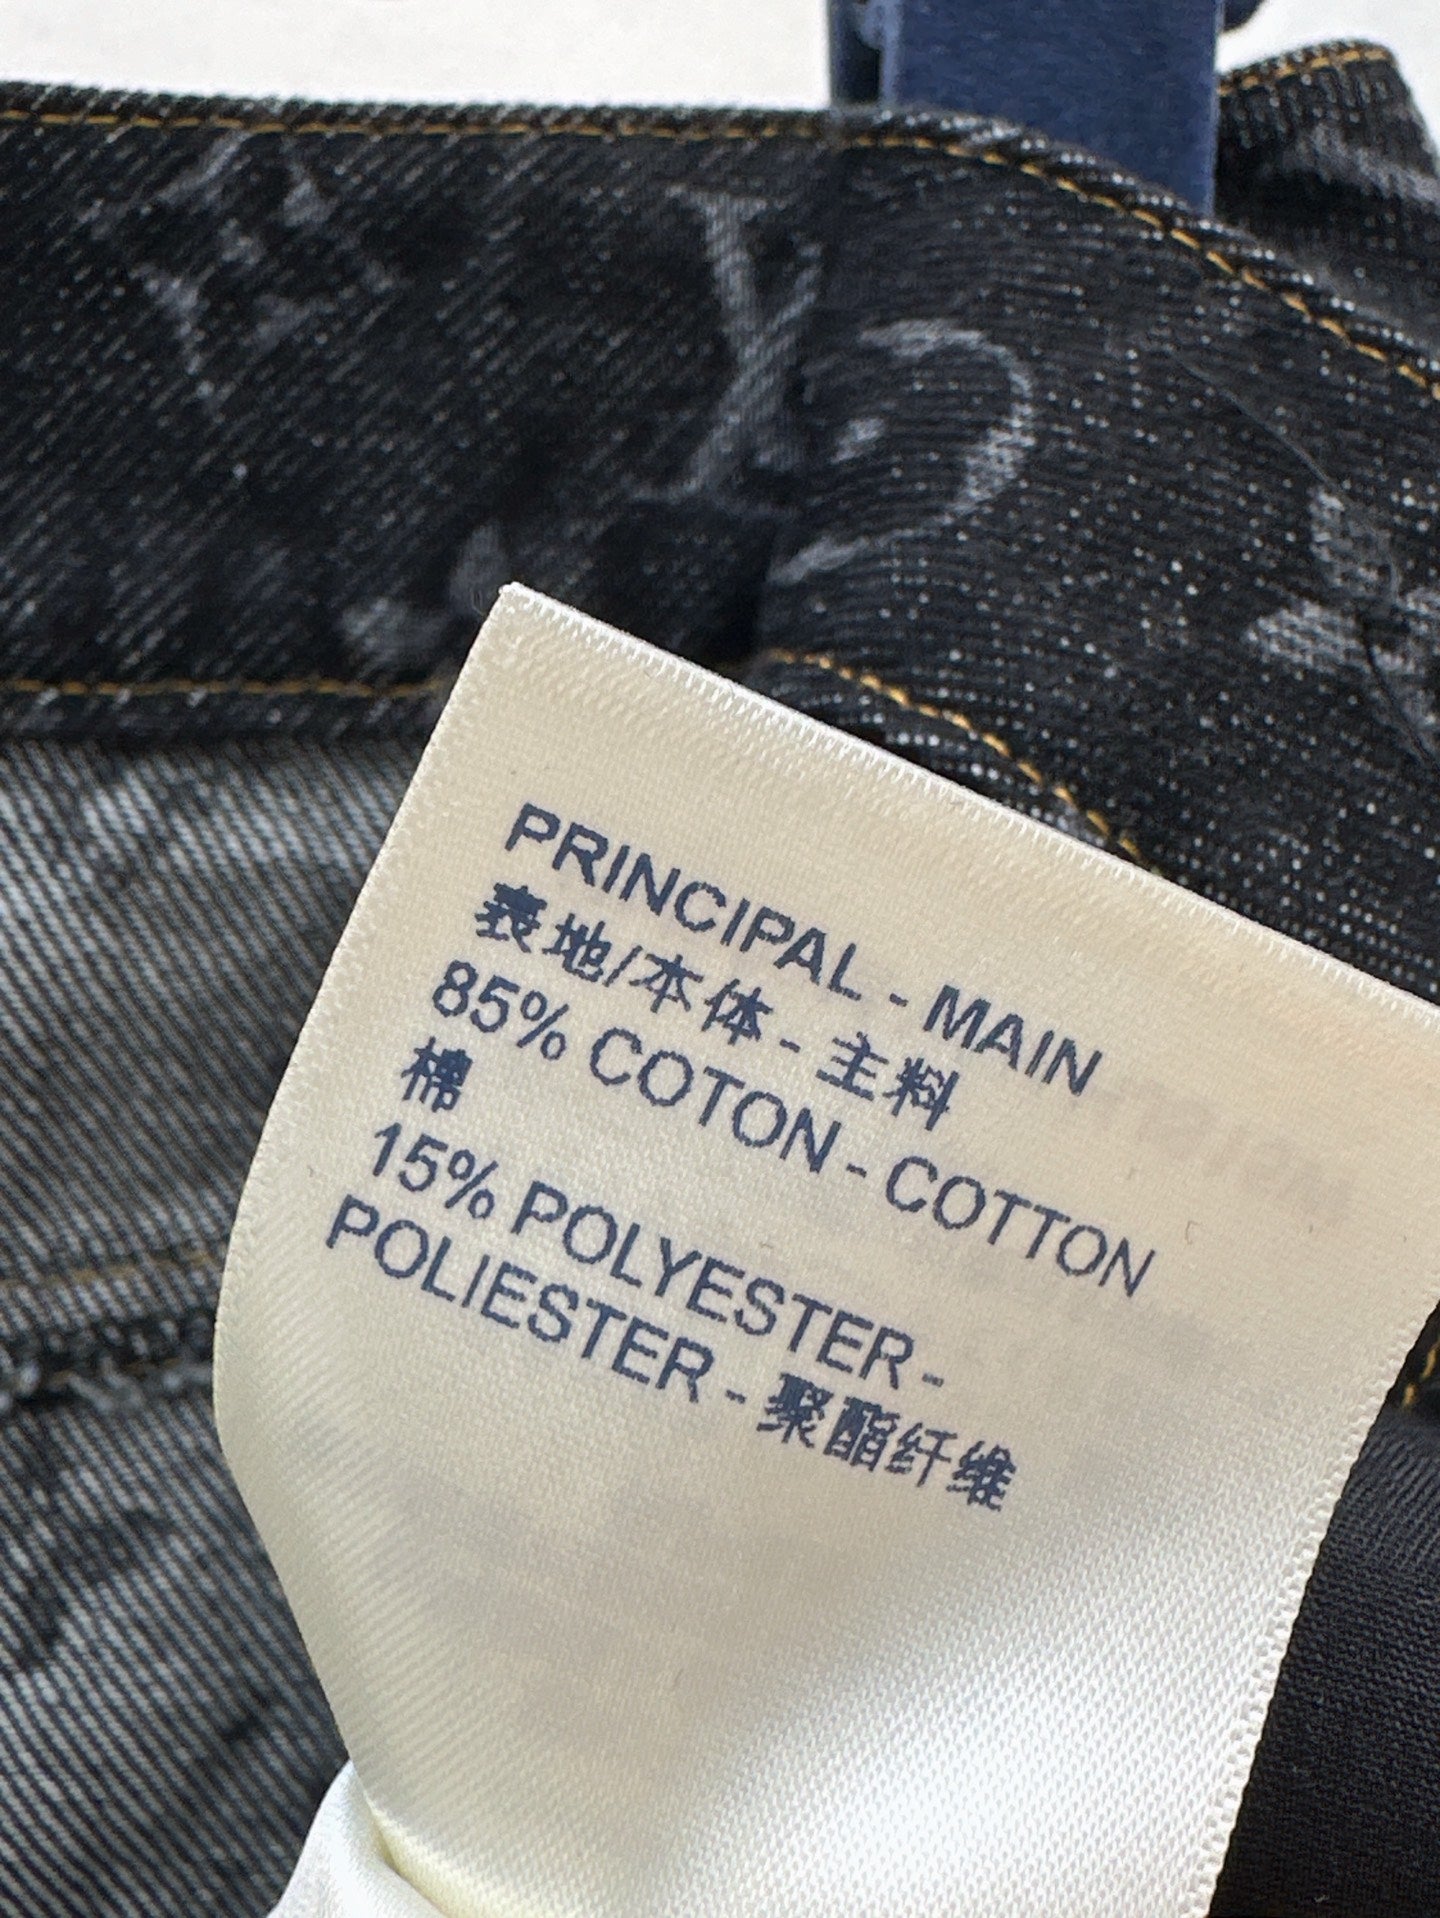 PRINCIPAL - MAIN
表地/本体 - 主料
85% COTON - COTTON
棉
15% POLYESTER -
POLIESTER - 聚酯纤维